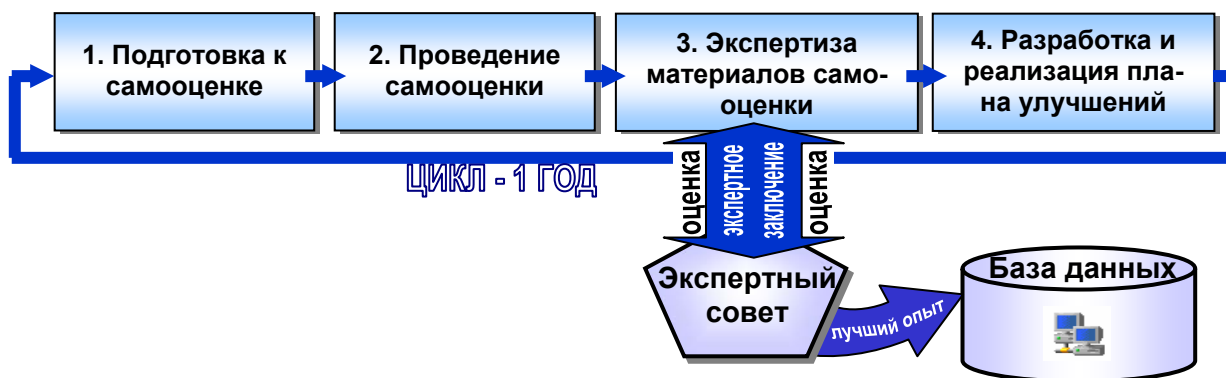 1. Подготовка к
самооценке
2. Проведение
самооценки
3. Экспертиза
материалов само-
оценки
4. Разработка и
реализация пла-
на улучшений
ЦИКЛ - 1 ГОД
оценка
экспертное
заключение
оценка
Экспертный
совет
лучший опыт
База данных